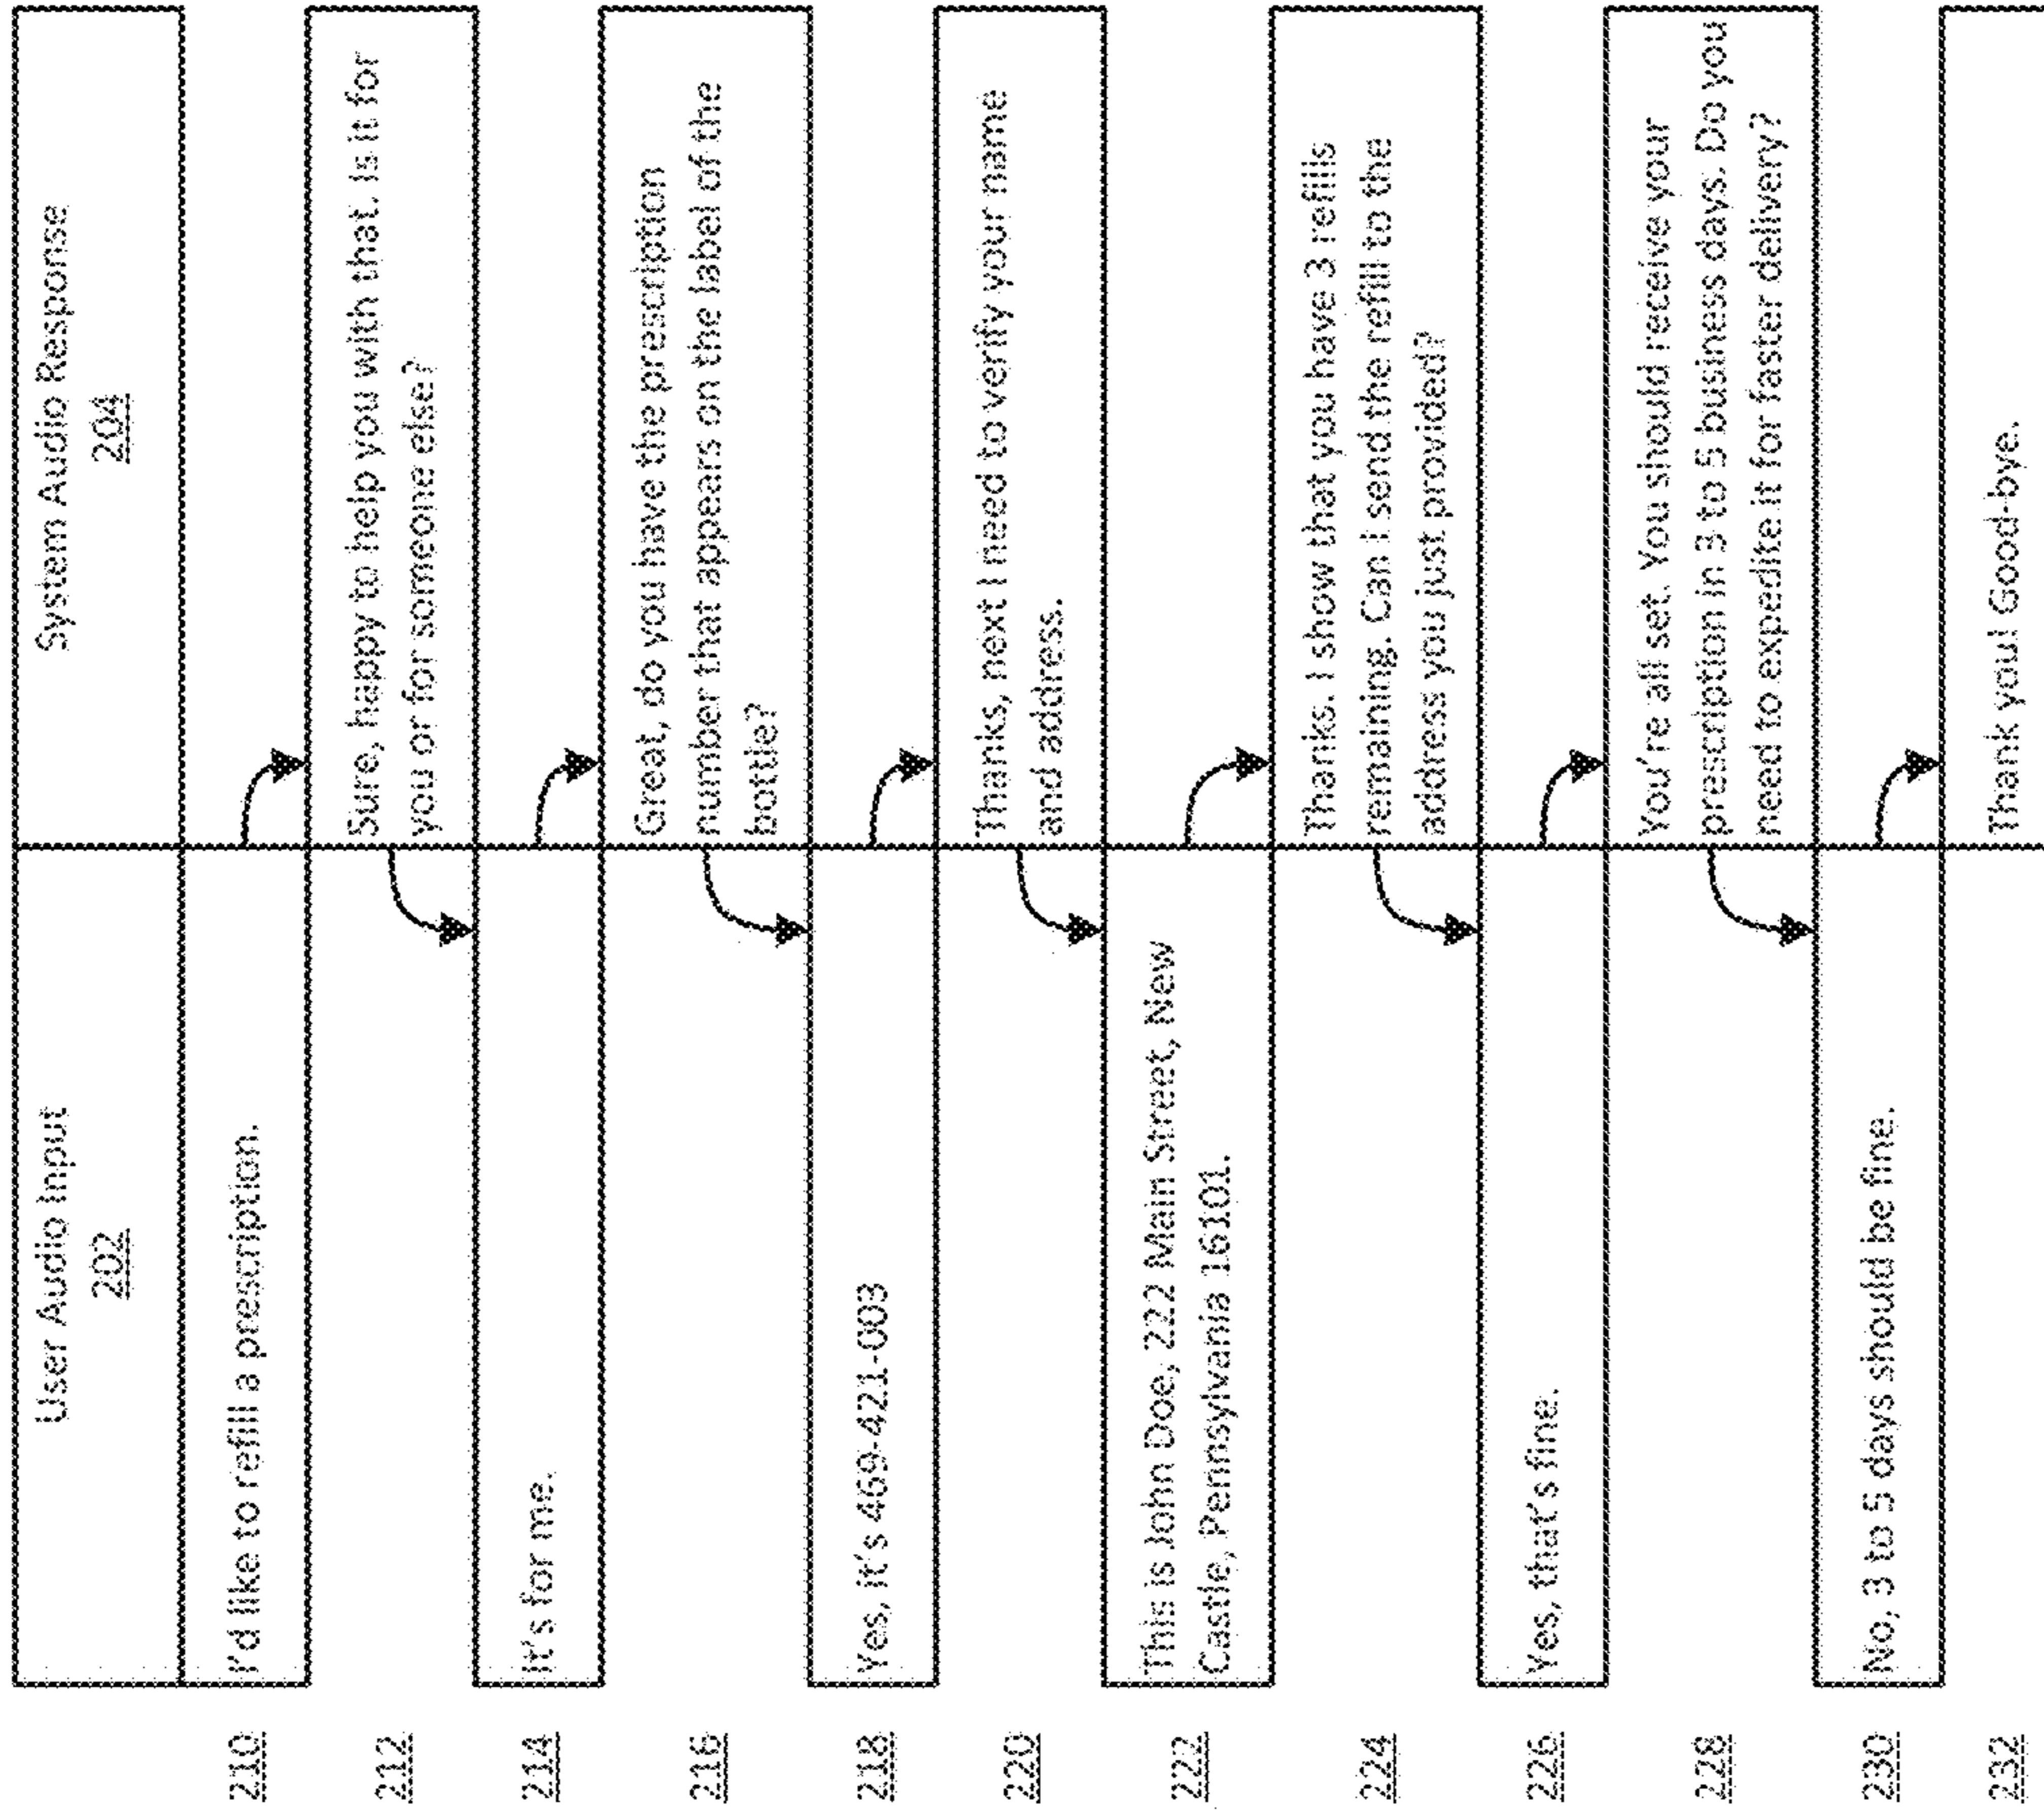 User Audio Input
202
System Audio Response
204
210
I'd like to refill a prescription.
212
Sure, happy to help you with that. Is it for
you or for someone else?
214
It's for me.
216
Great, do you have the prescription
number that appears on the label of the
bottle?
218
Yes, it's 469-421-003
220
Thanks, next I need to verify your name
and address.
222
This is John Doe, 222 Main Street, New
Castle, Pennsylvania 16101.
224
Thanks. I show that you have 3 refills
remaining. Can I send the refill to the
address you just provided?
226
Yes, that's fine.
228
You're all set. You should receive your
prescription in 3 to 5 business days. Do you
need to expedite it for faster delivery?
230
No, 3 to 5 days should be fine.
232
Thank you! Good-bye.